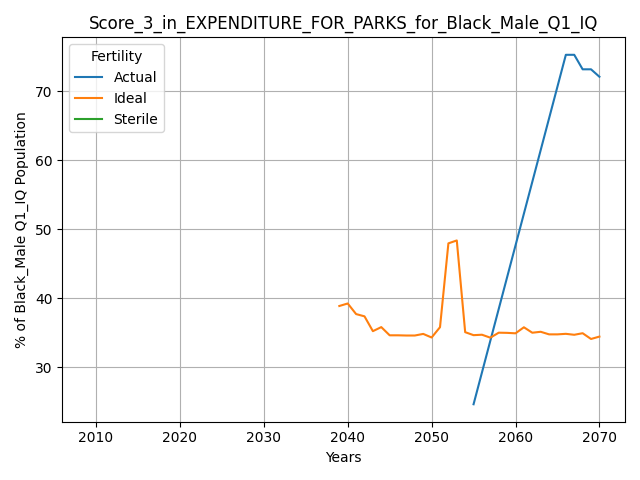 Score_3_in_EXPENDITURE_FOR_PARKS_for_Black_Male_Q1_IQ
Fertility
Actual
Ideal
Sterile
% of Black_Male Q1_IQ Population
70
60
50
40
30
2010 2020 2030 2040 2050 2060 2070
Years